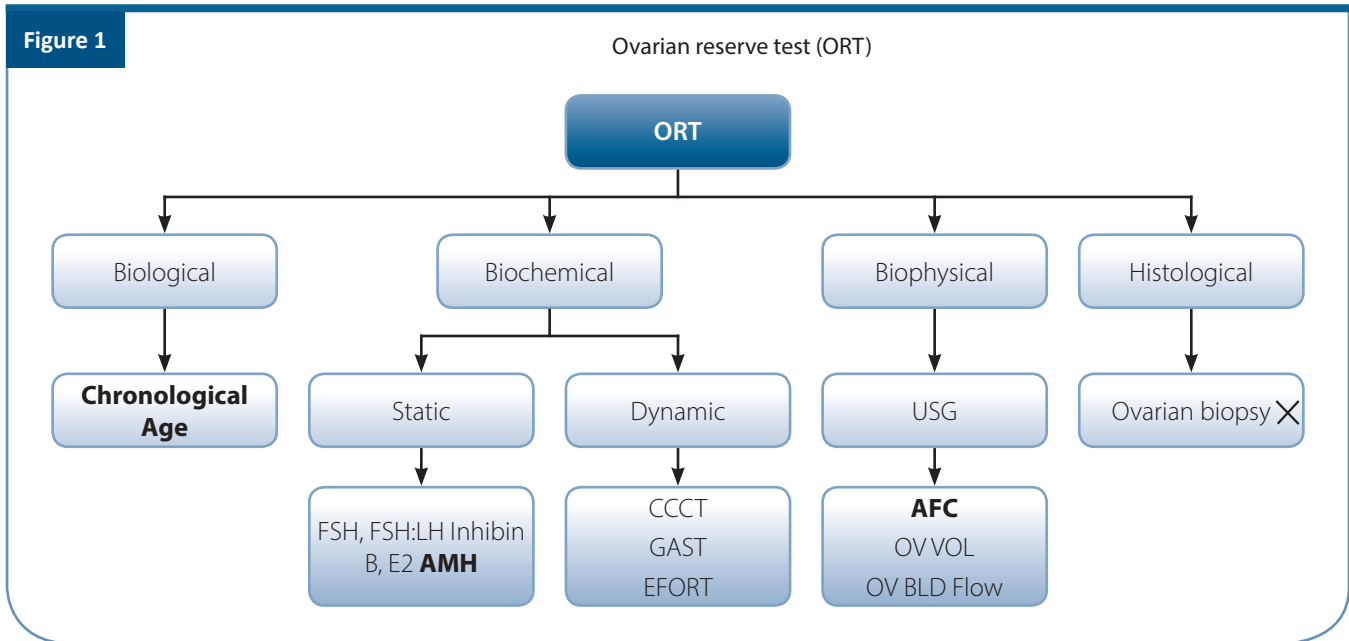 Figure 1
Ovarian reserve test (ORT)
ORT
Biological
Biochemical
Biophysical
Histological
Chronological
Age
Static
Dynamic
USG
Ovarian biopsy X
FSH, FSH:LH Inhibin
B, E2 AMH
CCCT
GAST
EFORT
AFC
OV VOL
OV BLD Flow